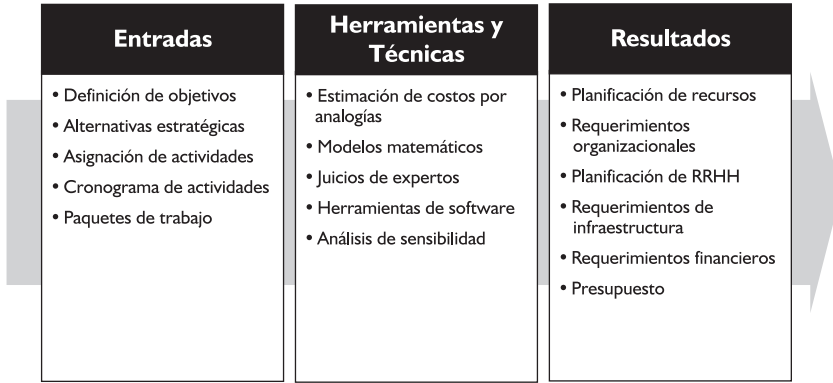 Entradas
• Definición de objetivos
• Alternativas estratégicas
• Asignación de actividades
• Cronograma de actividades
• Paquetes de trabajo
Herramientas y
Técnicas
• Estimación de costos por
analogías
• Modelos matemáticos
• Juicios de expertos
• Herramientas de software
• Análisis de sensibilidad
Resultados
• Planificación de recursos
• Requerimientos
organizacionales
• Planificación de RRHH
• Requerimientos de
infraestructura
• Requerimientos financieros
• Presupuesto